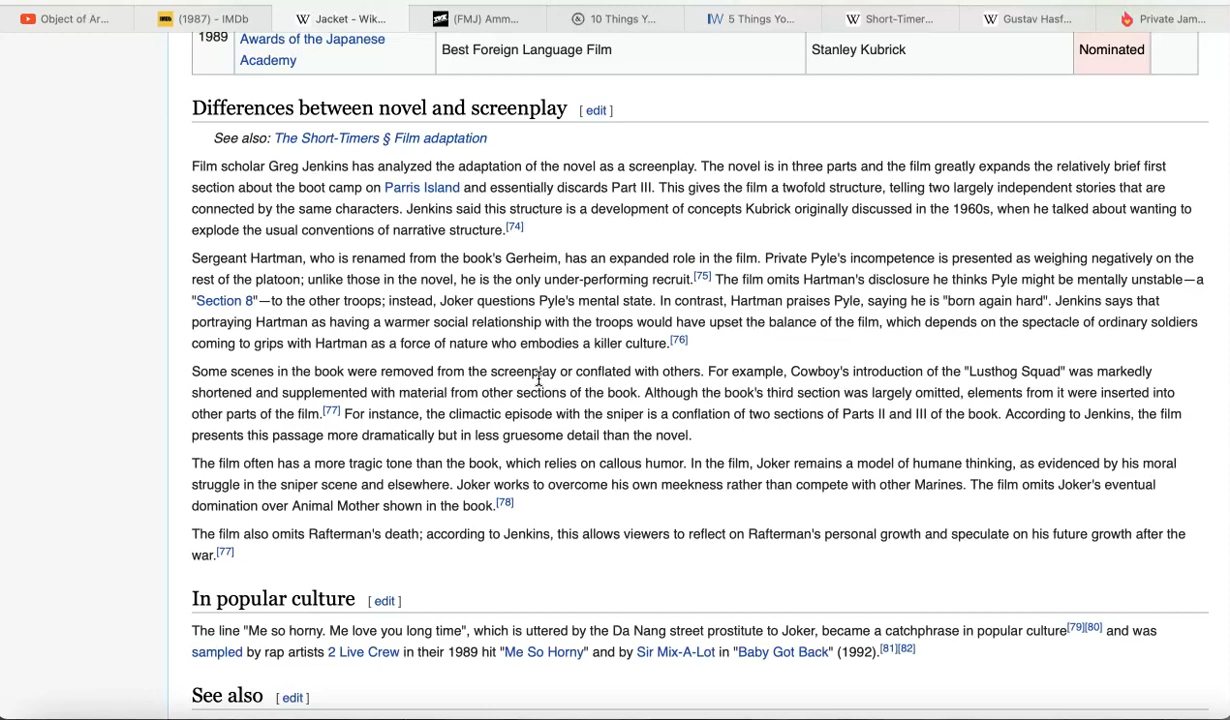 Object of Ar... (1987) - IMDb Jacket - Wik... (FMJ) Amm... 10 Things Y... 5 Things Yo... Short-Timer... Gustav Hasf... Private Jam...
1989 Awards of the Japanese Academy Best Foreign Language Film Stanley Kubrick Nominated
Differences between novel and screenplay [ edit ]
See also: The Short-Timers § Film adaptation
Film scholar Greg Jenkins has analyzed the adaptation of the novel as a screenplay. The novel is in three parts and the film greatly expands the relatively brief first
section about the boot camp on Parris Island and essentially discards Part III. This gives the film a twofold structure, telling two largely independent stories that are
connected by the same characters. Jenkins said this structure is a development of concepts Kubrick originally discussed in the 1960s, when he talked about wanting to
explode the usual conventions of narrative structure.[74]
Sergeant Hartman, who is renamed from the book's Gerheim, has an expanded role in the film. Private Pyle's incompetence is presented as weighing negatively on the
rest of the platoon; unlike those in the novel, he is the only under-performing recruit.[75] The film omits Hartman's disclosure he thinks Pyle might be mentally unstable—a
"Section 8"—to the other troops; instead, Joker questions Pyle's mental state. In contrast, Hartman praises Pyle, saying he is "born again hard". Jenkins says that
portraying Hartman as having a warmer social relationship with the troops would have upset the balance of the film, which depends on the spectacle of ordinary soldiers
coming to grips with Hartman as a force of nature who embodies a killer culture.[76]
Some scenes in the book were removed from the screenplay or conflated with others. For example, Cowboy's introduction of the "Lusthog Squad" was markedly
shortened and supplemented with material from other sections of the book. Although the book's third section was largely omitted, elements from it were inserted into
other parts of the film.[77] For instance, the climactic episode with the sniper is a conflation of two sections of Parts II and III of the book. According to Jenkins, the film
presents this passage more dramatically but in less gruesome detail than the novel.
The film often has a more tragic tone than the book, which relies on callous humor. In the film, Joker remains a model of humane thinking, as evidenced by his moral
struggle in the sniper scene and elsewhere. Joker works to overcome his own meekness rather than compete with other Marines. The film omits Joker's eventual
domination over Animal Mother shown in the book.[78]
The film also omits Rafterman's death; according to Jenkins, this allows viewers to reflect on Rafterman's personal growth and speculate on his future growth after the
war.[77]
In popular culture [ edit ]
The line "Me so horny. Me love you long time", which is uttered by the Da Nang street prostitute to Joker, became a catchphrase in popular culture[79][80] and was
sampled by rap artists 2 Live Crew in their 1989 hit "Me So Horny" and by Sir Mix-A-Lot in "Baby Got Back" (1992).[81][82]
See also [ edit ]